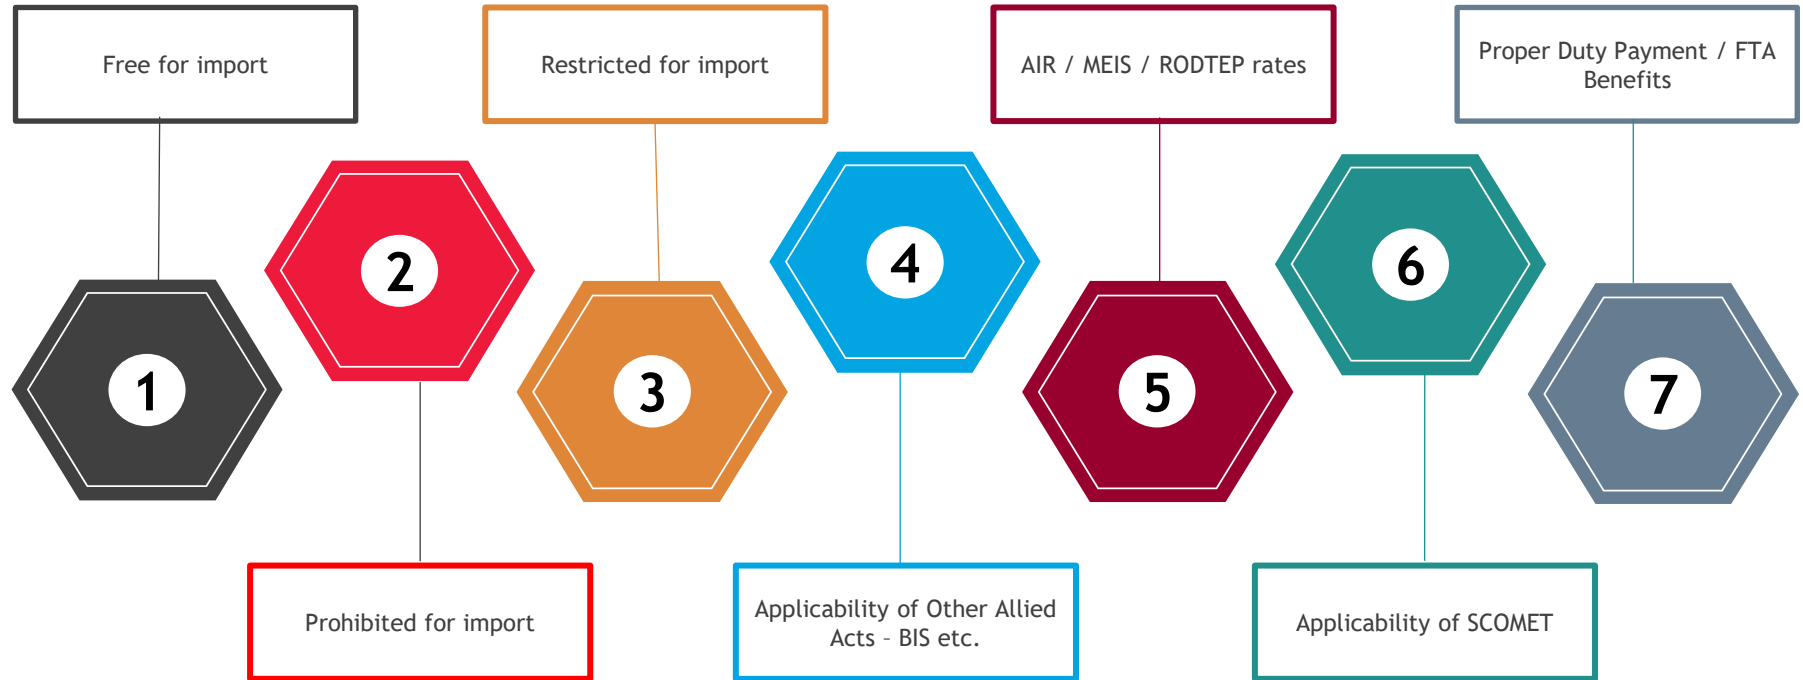 Free for import
Restricted for import
AIR / MEIS / RODTEP rates
Proper Duty Payment / FTA
Benefits
1
2
3
4
5
6
7
Prohibited for import
Applicability of Other Allied
Acts – BIS etc.
Applicability of SCOMET